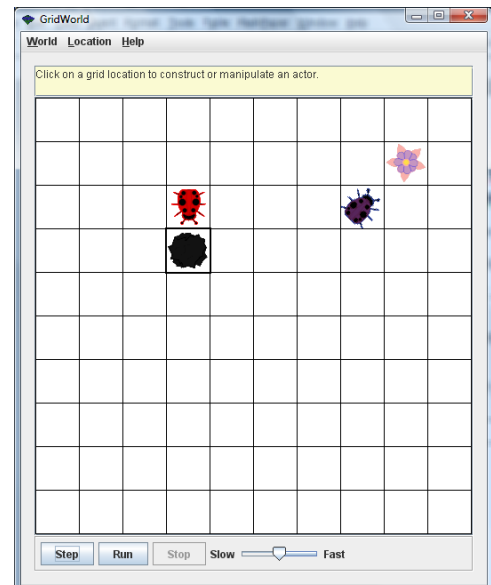 GridWorld
World Location Help
Click on a grid location to construct or manipulate an actor.
Step Run Stop Slow Fast